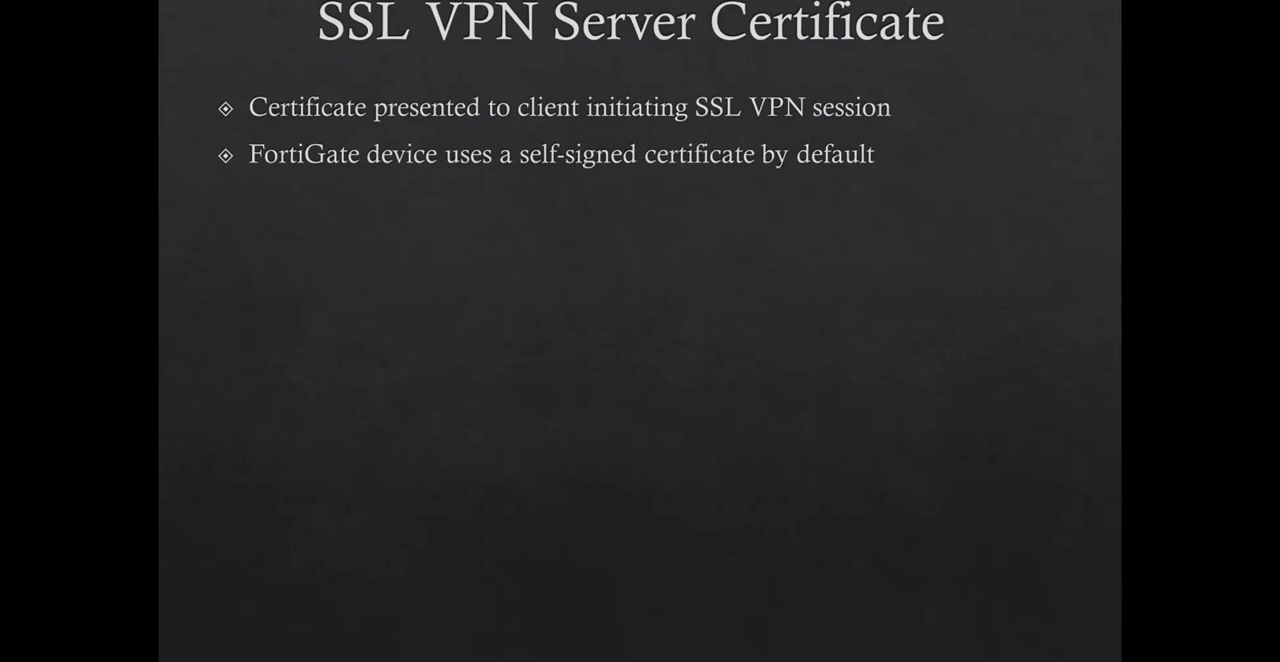 SSL VPN Server Certificate
Certificate presented to client initiating SSL VPN session
FortiGate device uses a self-signed certificate by default